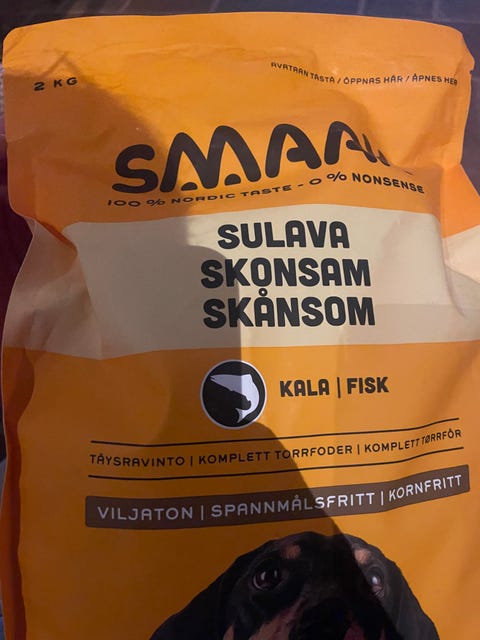 2 KG
AVATAAN TÄSTÄ / ÖPPNAS HÄR / ÅPNES HER
100 % NORDIC TASTE - 0 % NONSENSE
SULAVA
SKONSAM
SKÅNSOM
KALA | FISK
TÄYSRAVINTO | KOMPLETT TORRFODER | KOMPLETT TØRRFÔR
VILJATON | SPANNMÅLSFRITT | KORNFRITT